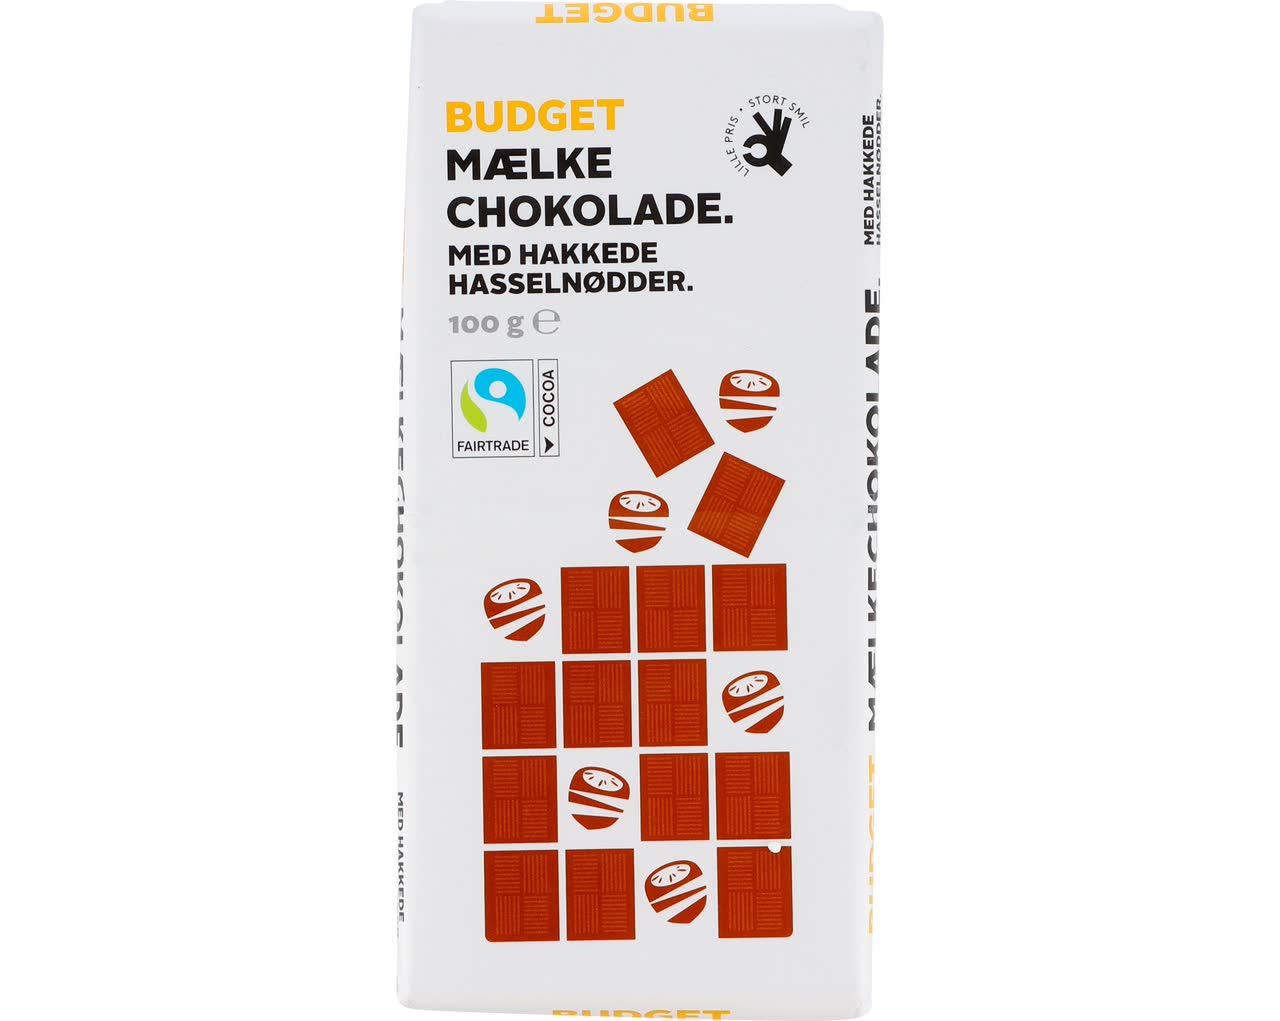 BUDGET
BUDGET
MÆLKE
CHOKOLADE.
MED HAKKEDE
HASSELNØDDER.
100 g ℮
LILLE PRIS • STORT SMIL
FAIRTRADE
COCOA
MÆLKECHOKOLADE
MED HAKKEDE
BUDGET MÆLKECHOKOLADE.
MED HAKKEDE
HASSELNØDDER.
BUDGET